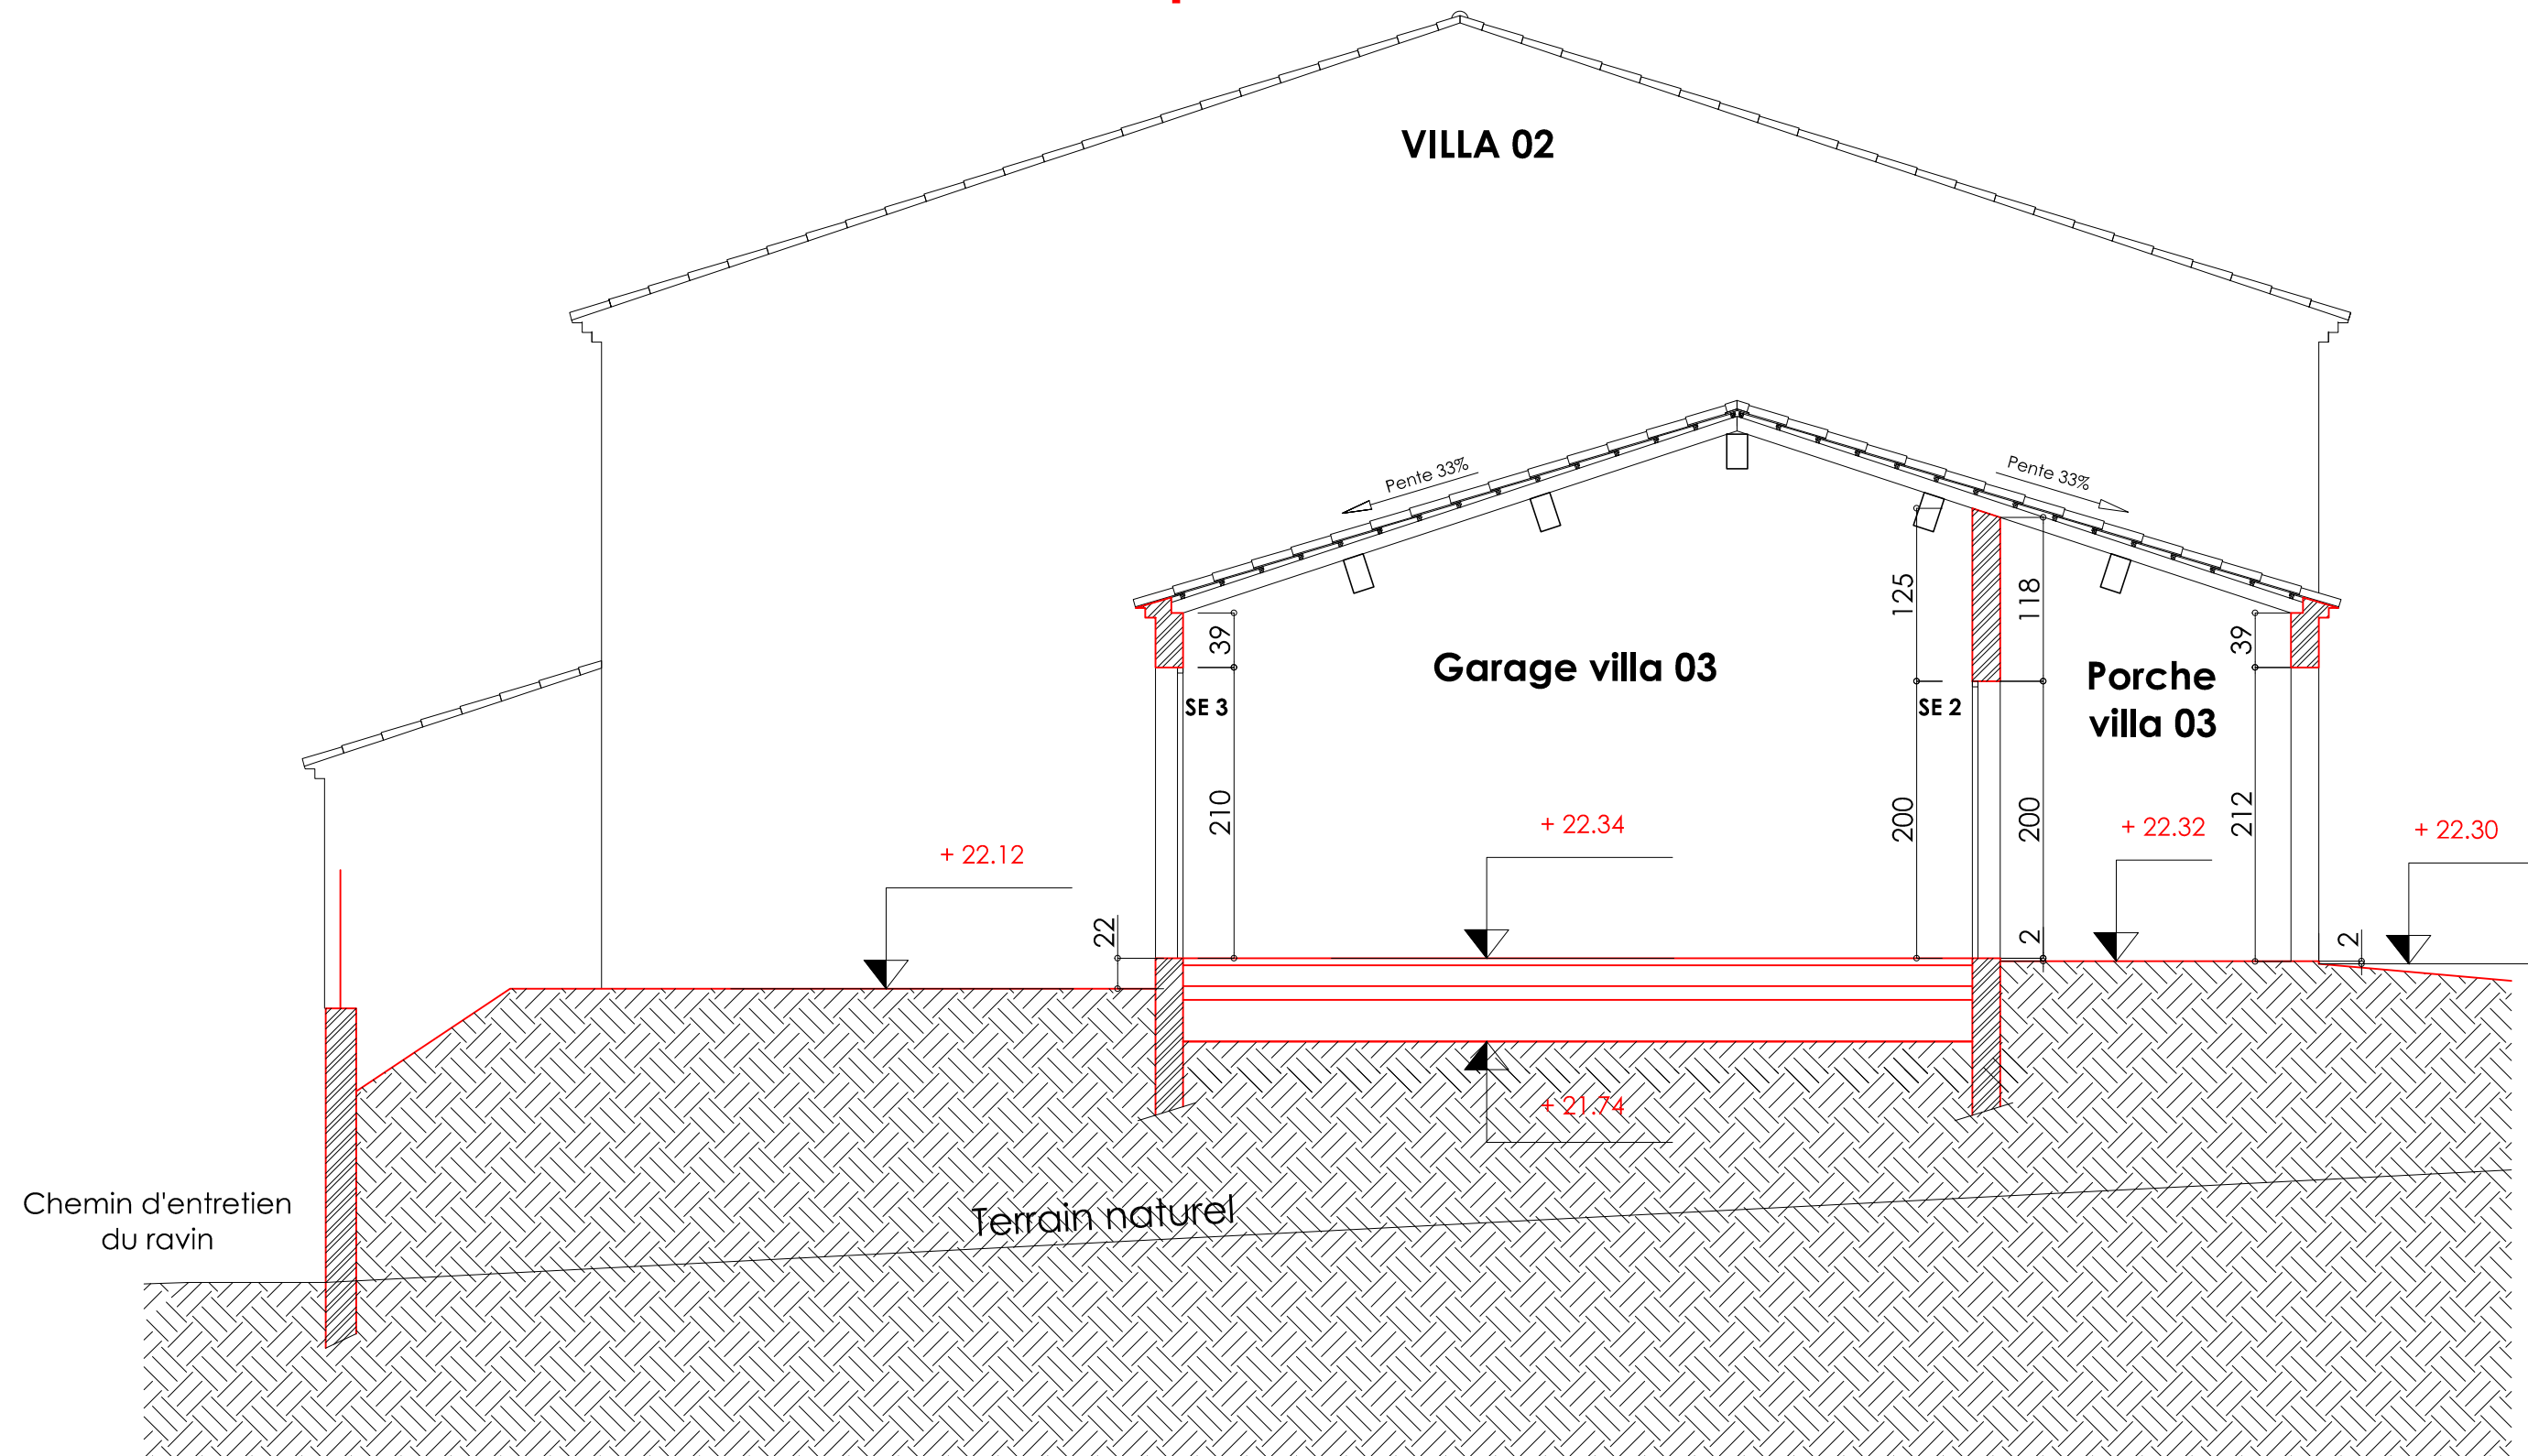 VILLA 02
Pente 33%
Pente 33%
125
118
39
39
Garage villa 03
Porche
villa 03
SE 3
SE 2
210
200
200
212
+ 22.34
+ 22.32
+ 22.30
+ 22.12
22
2
2
+ 21.74
Chemin d'entretien
du ravin
Terrain naturel